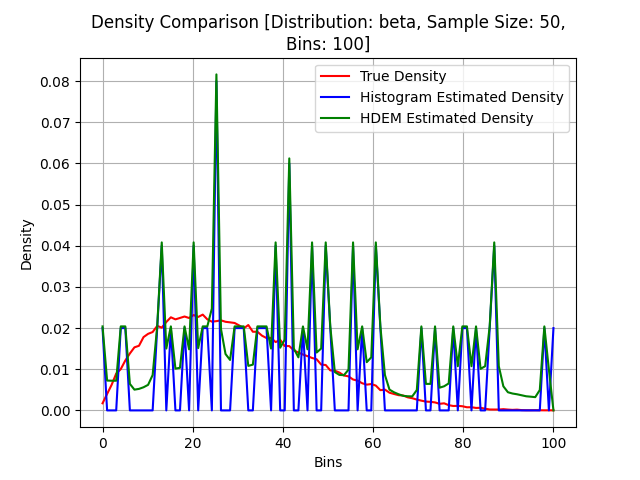 Density Comparison [Distribution: beta, Sample Size: 50,
Bins: 100]
True Density
Histogram Estimated Density
HDEM Estimated Density
Density
0.08
0.07
0.06
0.05
0.04
0.03
0.02
0.01
0.00
0 20 40 60 80 100
Bins